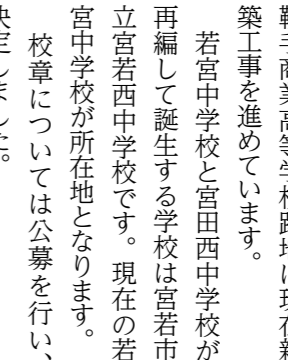 鞍手商業高等学校跡地に現在新
築工事を進めています。
若宮中学校と宮田西中学校が
再編して誕生する学校は宮若市
立宮若西中学校です。現在の若
宮中学校が所在地となります。
校章については公募を行い、
決定しました。